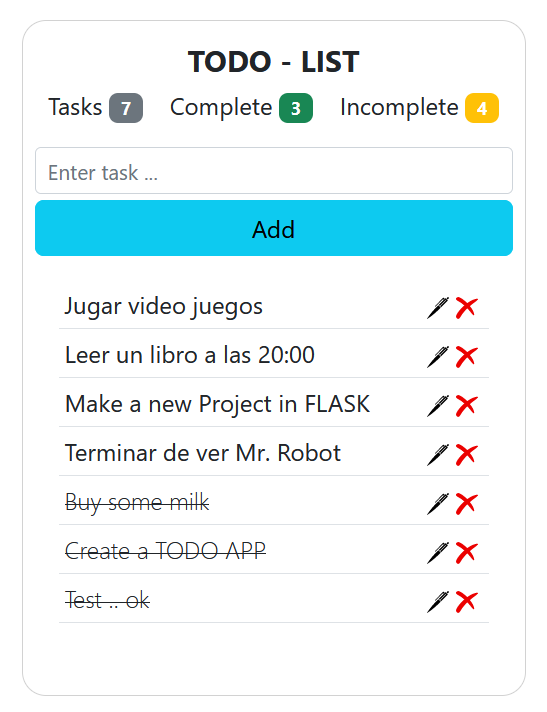 TODO - LIST
Tasks 7 Complete 3 Incomplete 4
Enter task ...
Add
Jugar video juegos
Leer un libro a las 20:00
Make a new Project in FLASK
Terminar de ver Mr. Robot
Buy some milk
Create a TODO APP
Test .. ok